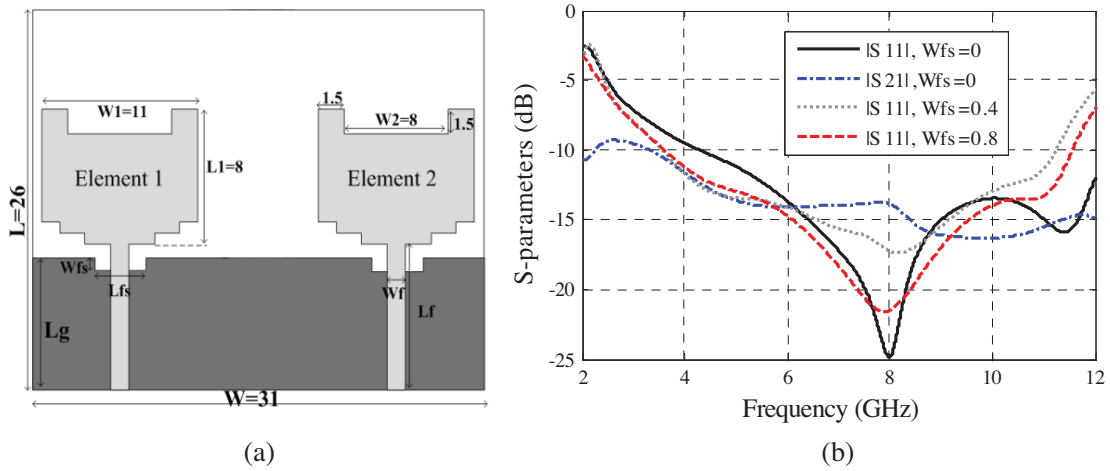 L=26
W1=11
1.5
W2=8
1.5
L1=8
Element 1
Element 2
Wfs
Lfs
Wf
Lg
Lf
W=31
(a)
S-parameters (dB)
0
-5
-10
-15
-20
-25
|S 11|, Wfs=0
|S 21|, Wfs=0
|S 11|, Wfs=0.4
|S 11|, Wfs=0.8
2 4 6 8 10 12
Frequency (GHz)
(b)